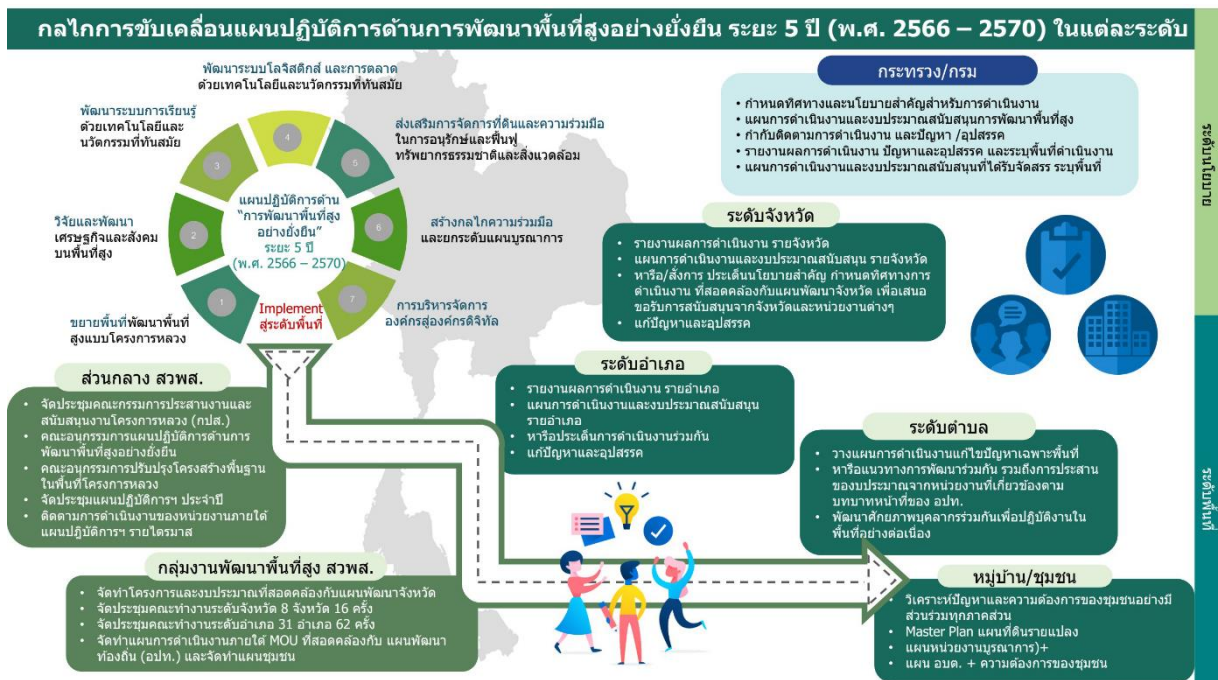 กลไกการขับเคลื่อนแผนปฏิบัติการด้านการพัฒนาพื้นที่สูงอย่างยั่งยืน ระยะ 5 ปี (พ.ศ. 2566 – 2570) ในแต่ละระดับ
พัฒนาระบบโลจิสติกส์ และการตลาด
ด้วยเทคโนโลยีและนวัตกรรมที่ทันสมัย
พัฒนาระบบการเรียนรู้
ด้วยเทคโนโลยีและ
นวัตกรรมที่ทันสมัย
ส่งเสริมการจัดการที่ดินและความร่วมมือ
ในการอนุรักษ์และฟื้นฟู
ทรัพยากรธรรมชาติและสิ่งแวดล้อม
วิจัยและพัฒนา
เศรษฐกิจและสังคม
บนพื้นที่สูง
สร้างกลไกความร่วมมือ
และยกระดับแผนบูรณาการ
ขยายพื้นที่พัฒนาพื้นที่
สูงแบบโครงการหลวง
การบริหารจัดการ
องค์กรสู่องค์กรดิจิทัล
1
2
3
4
5
6
7
แผนปฏิบัติการด้าน
"การพัฒนาพื้นที่สูง
อย่างยั่งยืน"
ระยะ 5 ปี
(พ.ศ. 2566 – 2570)
Implement
สู่ระดับพื้นที่
กระทรวง/กรม
• กำหนดทิศทางและนโยบายสำคัญสำหรับการดำเนินงาน
• แผนการดำเนินงานและงบประมาณสนับสนุนการพัฒนาพื้นที่สูง
• กำกับติดตามการดำเนินงาน และปัญหา /อุปสรรค
• รายงานผลการดำเนินงาน ปัญหาและอุปสรรค และระบุพื้นที่ดำเนินงาน
• แผนการดำเนินงานและงบประมาณสนับสนุนที่ได้รับจัดสรร ระบุพื้นที่
ระดับนโยบาย
ระดับจังหวัด
• รายงานผลการดำเนินงาน รายจังหวัด
• แผนการดำเนินงานและงบประมาณสนับสนุน รายจังหวัด
• หารือ/สั่งการ ประเด็นนโยบายสำคัญ กำหนดทิศทางการ
ดำเนินงาน ที่สอดคล้องกับแผนพัฒนาจังหวัด เพื่อเสนอ
ขอรับการสนับสนุนจากจังหวัดและหน่วยงานต่างๆ
• แก้ปัญหาและอุปสรรค
ส่วนกลาง สวพส.
• จัดประชุมคณะกรรมการประสานงานและ
สนับสนุนงานโครงการหลวง (กปส.)
• คณะอนุกรรมการแผนปฏิบัติการด้านการ
พัฒนาพื้นที่สูงอย่างยั่งยืน
• คณะอนุกรรมการปรับปรุงโครงสร้างพื้นฐาน
ในพื้นที่โครงการหลวง
• จัดประชุมแผนปฏิบัติการฯ ประจำปี
• ติดตามการดำเนินงานของหน่วยงานภายใต้
แผนปฏิบัติการฯ รายไตรมาส
ระดับอำเภอ
• รายงานผลการดำเนินงาน รายอำเภอ
• แผนการดำเนินงานและงบประมาณสนับสนุน
รายอำเภอ
• หารือประเด็นการดำเนินงานร่วมกัน
• แก้ปัญหาและอุปสรรค
ระดับตำบล
• วางแผนการดำเนินงานแก้ไขปัญหาเฉพาะพื้นที่
• หารือแนวทางการพัฒนาร่วมกัน รวมถึงการประสาน
ของบประมาณจากหน่วยงานที่เกี่ยวข้องตาม
บทบาทหน้าที่ของ อปท.
• พัฒนาศักยภาพบุคลากรร่วมกันเพื่อปฏิบัติงานใน
พื้นที่อย่างต่อเนื่อง
ระดับพื้นที่
กลุ่มงานพัฒนาพื้นที่สูง สวพส.
• จัดทำโครงการและงบประมาณที่สอดคล้องกับแผนพัฒนาจังหวัด
• จัดประชุมคณะทำงานระดับจังหวัด 8 จังหวัด 16 ครั้ง
• จัดประชุมคณะทำงานระดับอำเภอ 31 อำเภอ 62 ครั้ง
• จัดทำแผนการดำเนินงานภายใต้ MOU ที่สอดคล้องกับ แผนพัฒนา
ท้องถิ่น (อปท.) และจัดทำแผนชุมชน
หมู่บ้าน/ชุมชน
• วิเคราะห์ปัญหาและความต้องการของชุมชนอย่างมี
ส่วนร่วมทุกภาคส่วน
• Master Plan แผนที่ดินรายแปลง
• แผนหน่วยงานบูรณาการ)+
• แผน อบต. + ความต้องการของชุมชน